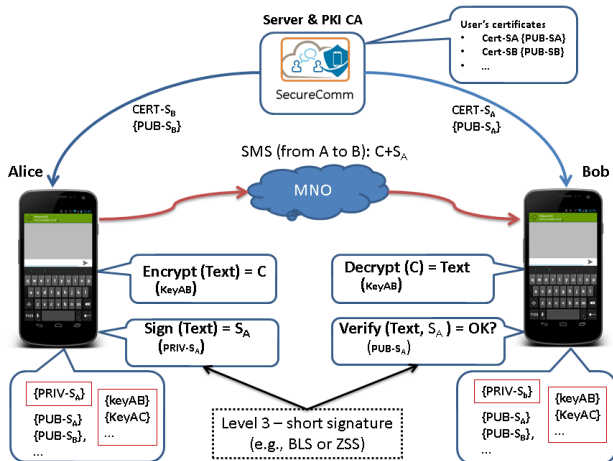 Server & PKI CA
User's certificates
• Cert-SA {PUB-SA}
• Cert-SB {PUB-SB}
• ...
SecureComm
CERT-SB
{PUB-SB}
CERT-SA
{PUB-SA}
SMS (from A to B): C+SA
Alice
Bob
MNO
Encrypt (Text) = C
(KeyAB)
Decrypt (C) = Text
(KeyAB)
Sign (Text) = SA
(PRIV-SA)
Verify (Text, SA ) = OK?
(PUB-SA)
{PRIV-SA}
{PUB-SA}
{PUB-SB},
...
{keyAB}
{KeyAC}
...
Level 3 – short signature
(e.g., BLS or ZSS)
{PRIV-SB}
{PUB-SA}
{PUB-SB},
...
{keyAB}
{KeyAC}
...